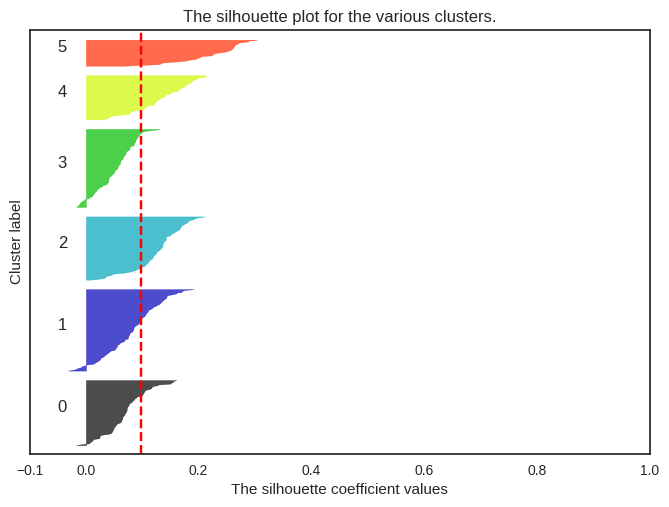 The silhouette plot for the various clusters.
5
4
3
2
1
0
Cluster label
−0.1 0.0 0.2 0.4 0.6 0.8 1.0
The silhouette coefficient values